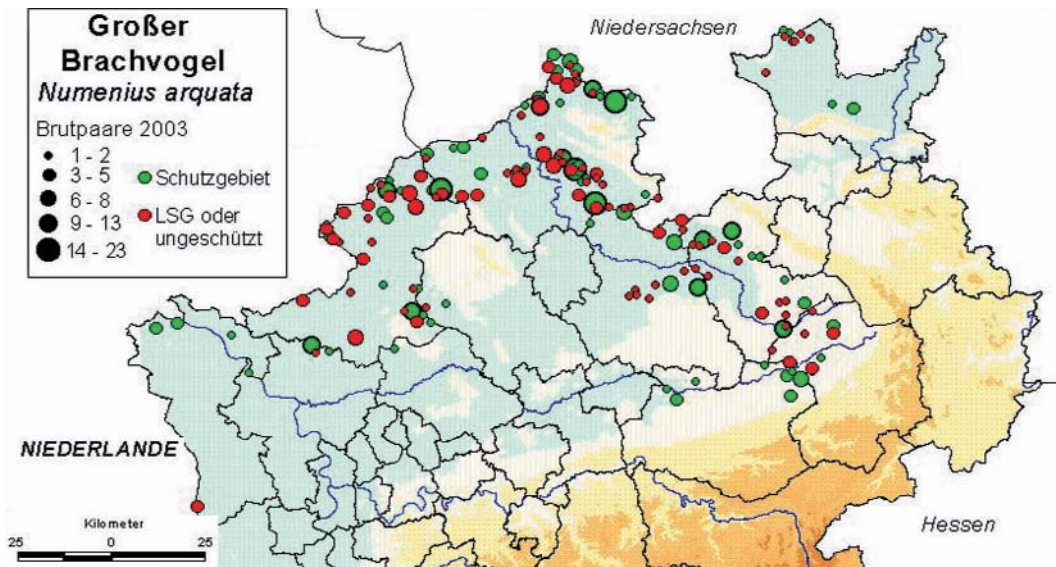 Großer
Brachvogel
Numenius arquata
Brutpaare 2003
1 - 2
3 - 5
6 - 8
9 - 13
14 - 23
Schutzgebiet
LSG oder
ungeschützt
Niedersachsen
NIEDERLANDE
Hessen
Kilometer
25 0 25